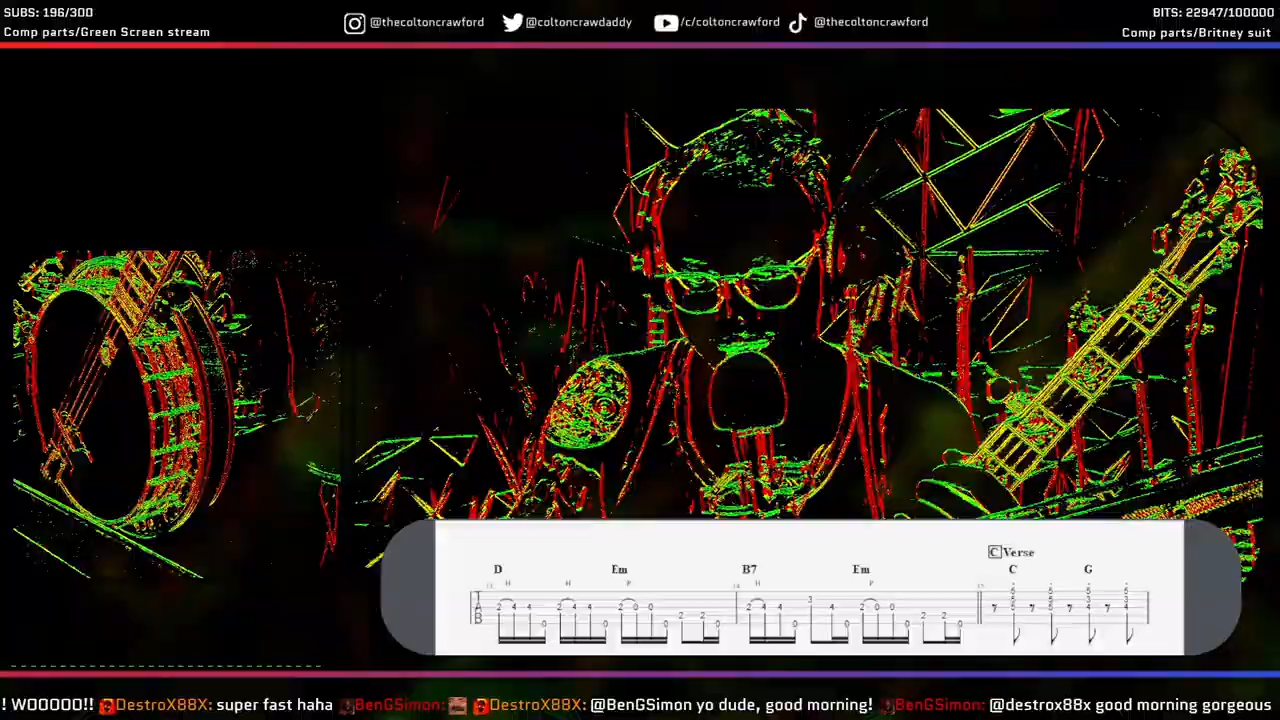 SUBS: 196/300
Comp parts/Green Screen stream
@thecoltoncrawford @coltoncrawdaddy /c/coltoncrawford @thecoltoncrawford
BITS: 22947/100000
Comp parts/Britney suit
C Verse
D Em B7 Em C G
H H P H P
! WOOOOO!! DestroX88X: super fast haha BenGSimon: DestroX88X: @BenGSimon yo dude, good morning! BenGSimon: @destrox88x good morning gorgeous